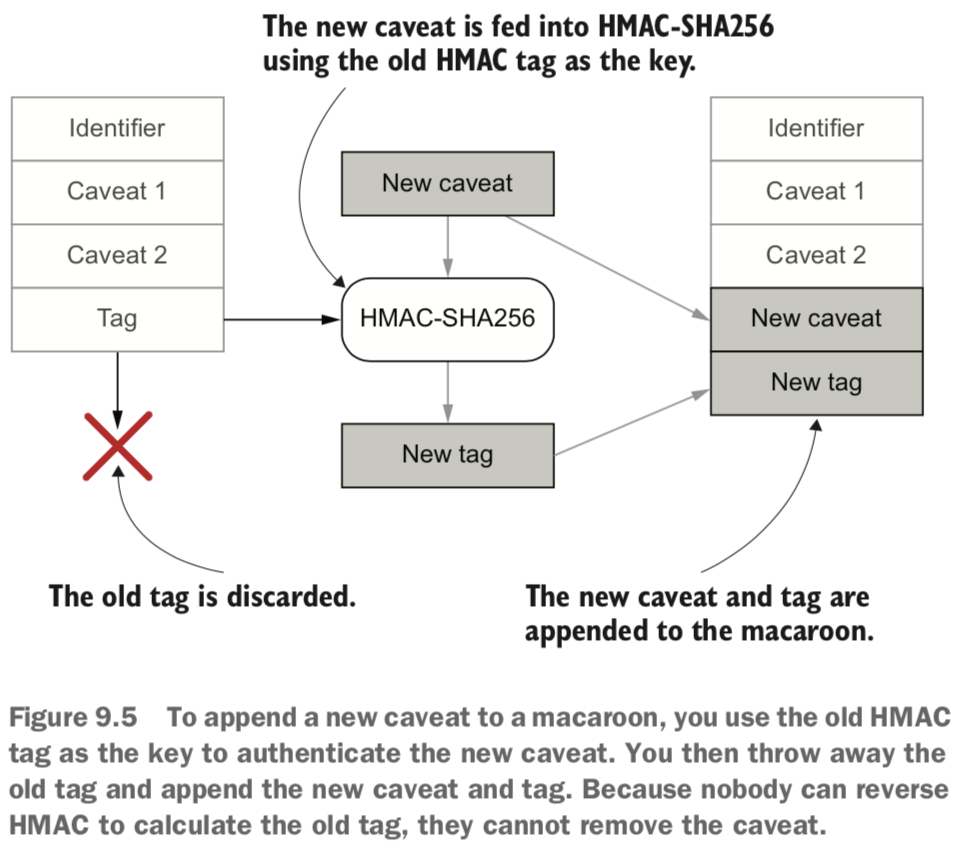 The new caveat is fed into HMAC-SHA256
using the old HMAC tag as the key.
Identifier
Caveat 1
Caveat 2
Tag
New caveat
HMAC-SHA256
New tag
Identifier
Caveat 1
Caveat 2
New caveat
New tag
The old tag is discarded.
The new caveat and tag are
appended to the macaroon.
Figure 9.5 To append a new caveat to a macaroon, you use the old HMAC
tag as the key to authenticate the new caveat. You then throw away the
old tag and append the new caveat and tag. Because nobody can reverse
HMAC to calculate the old tag, they cannot remove the caveat.